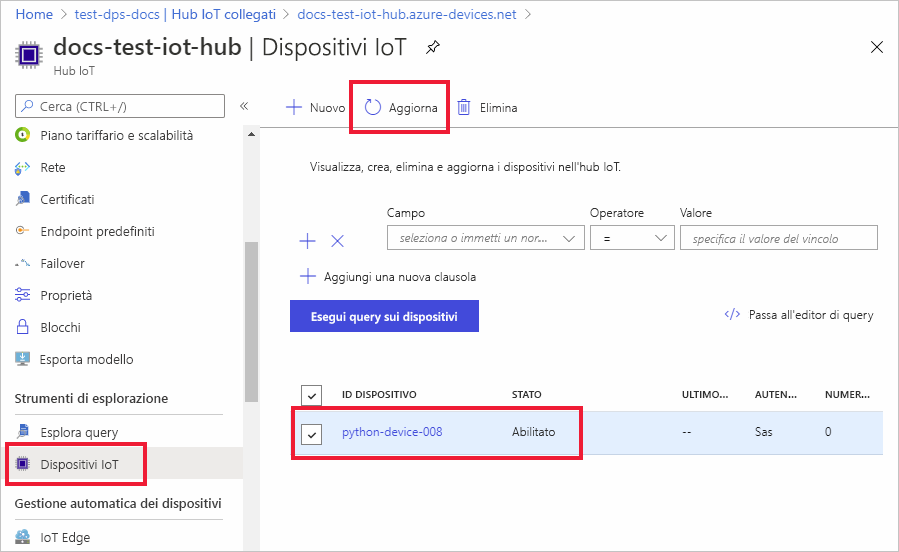 Home > test-dps-docs | Hub IoT collegati > docs-test-iot-hub.azure-devices.net >
docs-test-iot-hub | Dispositivi IoT
Hub IoT
Cerca (CTRL+/)
«
Nuovo
Aggiorna
Elimina
Piano tariffario e scalabilità
Rete
Certificati
Endpoint predefiniti
Failover
Proprietà
Blocchi
Esporta modello
Strumenti di esplorazione
Esplora query
Dispositivi IoT
Gestione automatica dei dispositivi
IoT Edge
Visualizza, crea, elimina e aggiorna i dispositivi nell'hub IoT.
Campo Operatore Valore
seleziona o immetti un nor... = specifica il valore del vincolo
Aggiungi una nuova clausola
Esegui query sui dispositivi
</> Passa all'editor di query
ID DISPOSITIVO STATO ULTIMO... AUTEN... NUMER...
python-device-008 Abilitato -- Sas 0